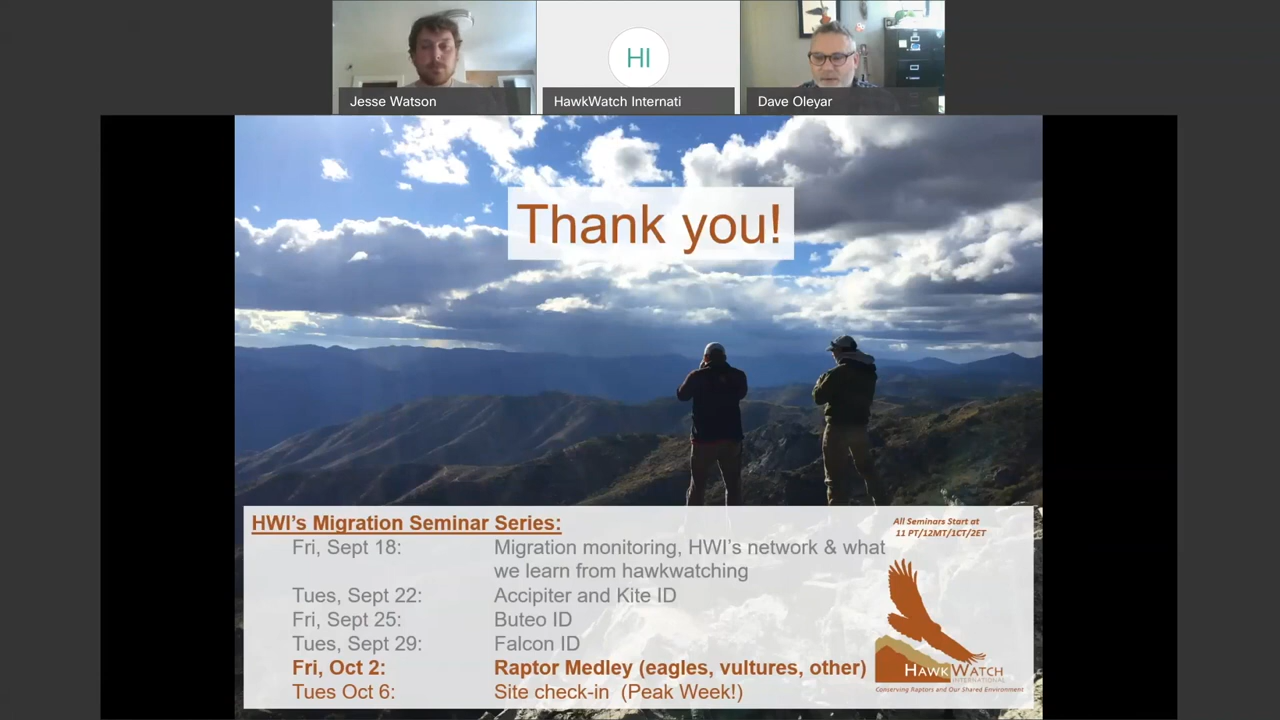 HI
Jesse Watson
HawkWatch Internati
Dave Oleyar
Thank you!
HWI's Migration Seminar Series:
All Seminars Start at
11 PT/12MT/1CT/2ET
Fri, Sept 18: Migration monitoring, HWI's network & what
we learn from hawkwatching
Tues, Sept 22: Accipiter and Kite ID
Fri, Sept 25: Buteo ID
Tues, Sept 29: Falcon ID
Fri, Oct 2: Raptor Medley (eagles, vultures, other)
Tues Oct 6: Site check-in (Peak Week!)
HAWKWATCH
INTERNATIONAL
Conserving Raptors and Our Shared Environment